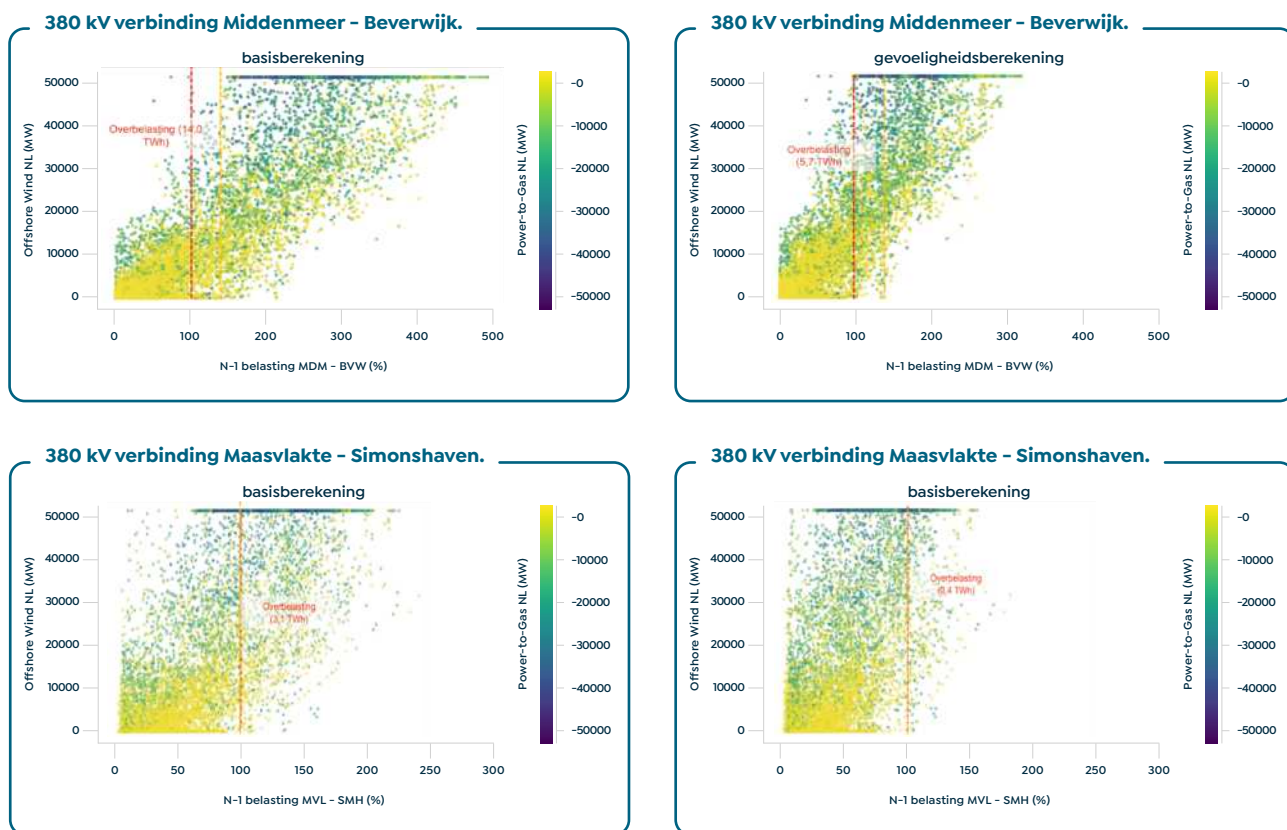 380 kV verbinding Middenmeer - Beverwijk.
basisberekening
Offshore Wind NL (MW)
50000
40000
30000
20000
10000
0
Overbelasting (14,0
TWh)
0 100 200 300 400 500
N-1 belasting MDM - BVW (%)
Power-to-Gas NL (MW)
-0
-10000
-20000
-30000
-40000
-50000
380 kV verbinding Middenmeer - Beverwijk.
gevoeligheidsberekening
Offshore Wind NL (MW)
50000
40000
30000
20000
10000
0
Overbelasting
(5,7 TWh)
0 100 200 300 400 500
N-1 belasting MDM - BVW (%)
Power-to-Gas NL (MW)
-0
-10000
-20000
-30000
-40000
-50000
380 kV verbinding Maasvlakte - Simonshaven.
basisberekening
Offshore Wind NL (MW)
50000
40000
30000
20000
10000
0
Overbelasting
(3,1 TWh)
0 50 100 150 200 250 300
N-1 belasting MVL - SMH (%)
Power-to-Gas NL (MW)
-0
-10000
-20000
-30000
-40000
-50000
380 kV verbinding Maasvlakte - Simonshaven.
basisberekening
Offshore Wind NL (MW)
50000
40000
30000
20000
10000
0
Overbelasting
(0,4 TWh)
0 50 100 150 200 250 300
N-1 belasting MVL - SMH (%)
Power-to-Gas NL (MW)
-0
-10000
-20000
-30000
-40000
-50000